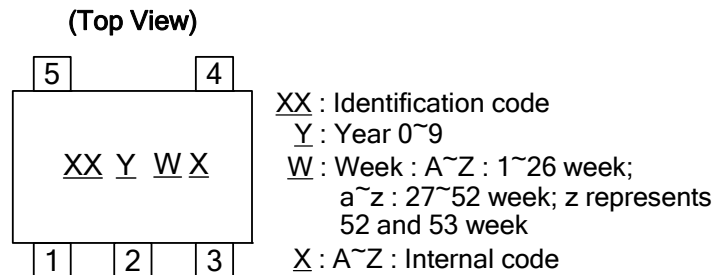 (Top View)
5 4
XX Y W X
1 2 3
XX : Identification code
Y : Year 0~9
W : Week : A~Z : 1~26 week;
a~z : 27~52 week; z represents
52 and 53 week
X : A~Z : Internal code